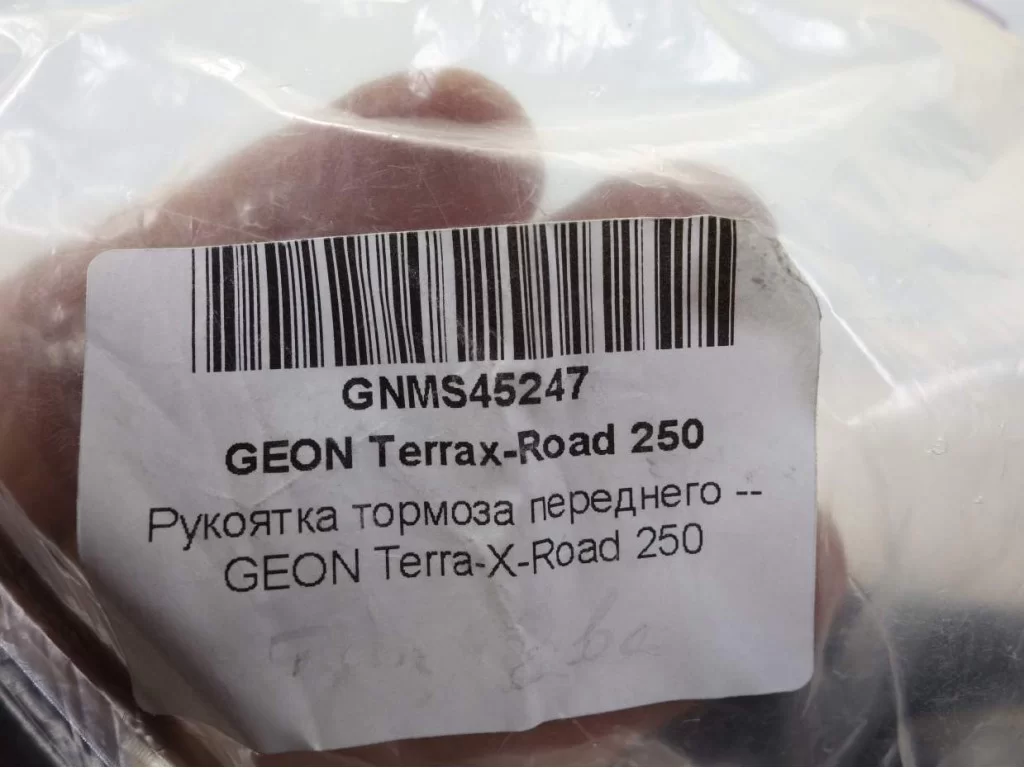 GNMS45247
GEON Terrax-Road 250
Рукоятка тормоза переднего --
GEON Terra-X-Road 250